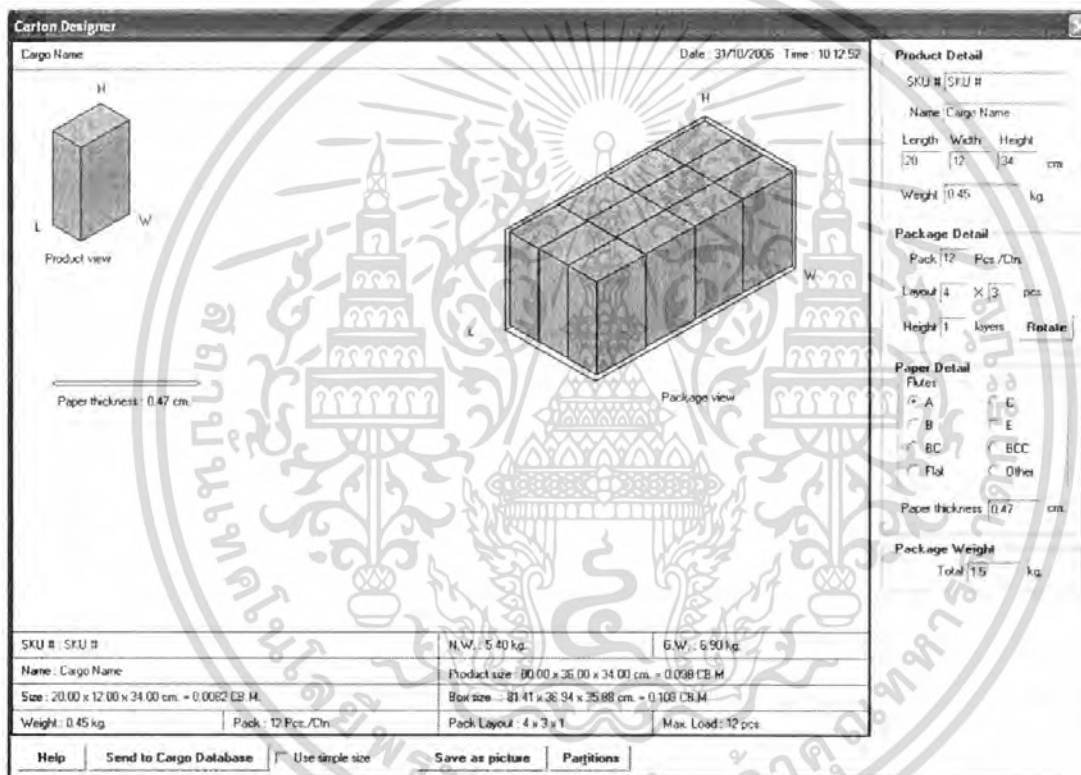 Carton Designer
Cargo Name
Date : 31/10/2006 Time : 10:12:52
H
L
W
Product view
Paper thickness : 0.47 cm.
H
L
W
Package view
Product Detail
SKU # SKU #
Name Cargo Name
Length Width Height
20 12 34 cm
Weight 0.45 kg.
Package Detail
Pack 12 Pcs./Ctn.
Layout 4 X 3 pcs
Height 1 layers Rotate
Paper Detail
Flutes
A C
B E
BC BCC
Flat Other
Paper thickness 0.47 cm.
Package Weight
Total 1.5 kg.
SKU # : SKU # N.W. : 5.40 kg. G.W. : 6.90 kg.
Name : Cargo Name Product size : 80.00 x 36.00 x 34.00 cm. = 0.098 CB.M
Size : 20.00 x 12.00 x 34.00 cm. = 0.0082 CB.M. Box size : 81.41 x 36.94 x 35.88 cm. = 0.108 CB.M
Weight : 0.45 kg. Pack : 12 Pcs./Ctn Pack Layout : 4 x 3 x 1 Max. Load : 12 pcs
Help Send to Cargo Database Use simple size Save as picture Partitions